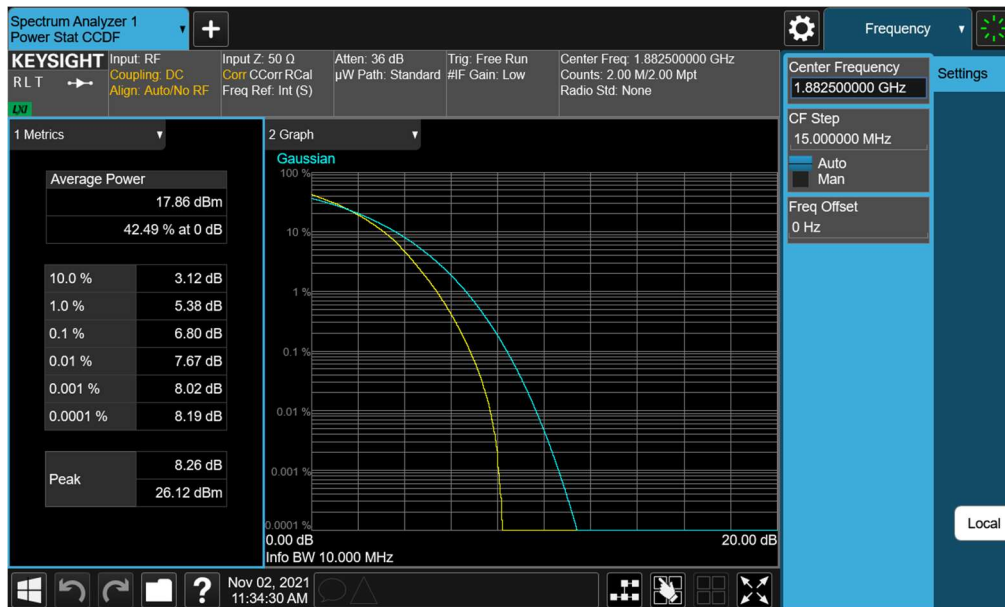 Spectrum Analyzer 1
Power Stat CCDF
Frequency
KEYSIGHT
RLT
LXI
Input: RF
Coupling: DC
Align: Auto/No RF
Input Z: 50 Ω
Corr CCorr RCal
Freq Ref: Int (S)
Atten: 36 dB
µW Path: Standard
Trig: Free Run
#IF Gain: Low
Center Freq: 1.882500000 GHz
Counts: 2.00 M/2.00 Mpt
Radio Std: None
Center Frequency
1.882500000 GHz
Settings
CF Step
15.000000 MHz
Auto
Man
Freq Offset
0 Hz
1 Metrics
Average Power
17.86 dBm
42.49 % at 0 dB
10.0 % 3.12 dB
1.0 % 5.38 dB
0.1 % 6.80 dB
0.01 % 7.67 dB
0.001 % 8.02 dB
0.0001 % 8.19 dB
Peak
8.26 dB
26.12 dBm
2 Graph
Gaussian
100 %
10 %
1 %
0.1 %
0.01 %
0.001 %
0.0001 %
0.00 dB 20.00 dB
Info BW 10.000 MHz
Local
?
Nov 02, 2021
11:34:30 AM